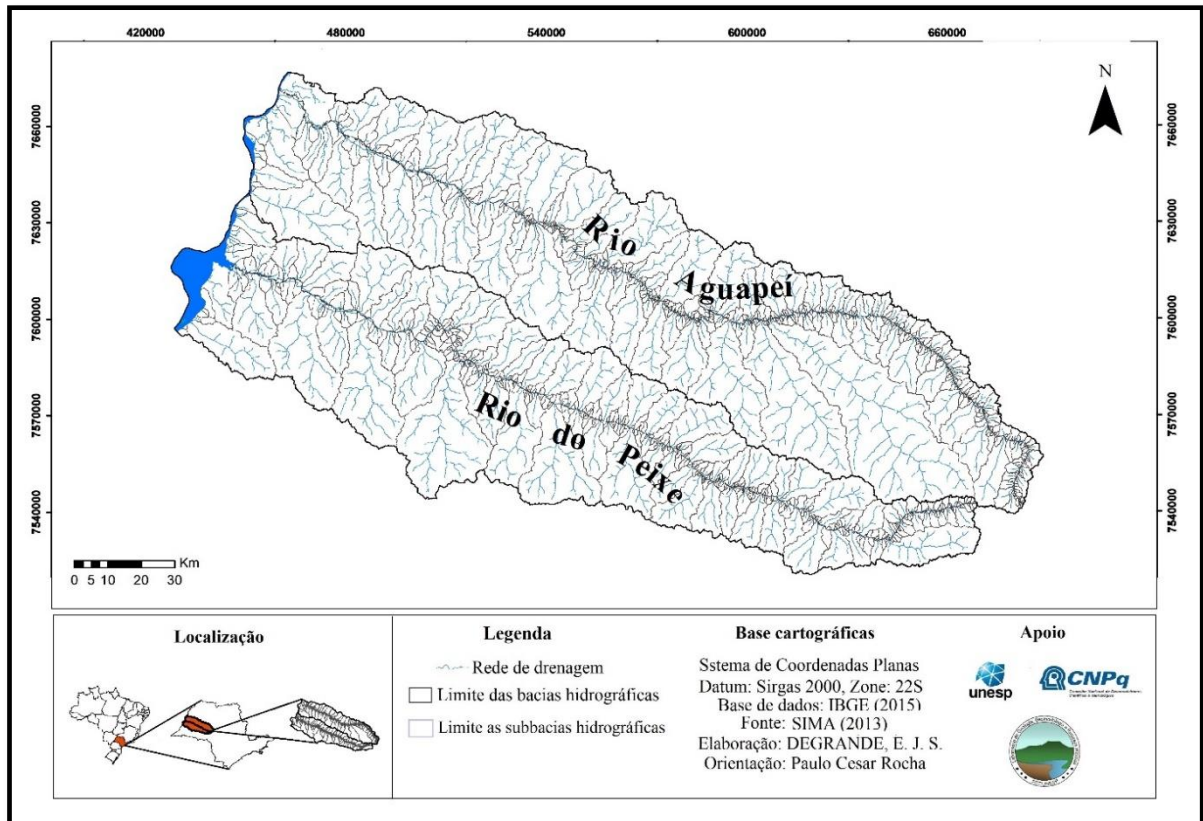 420000 480000 540000 600000 660000
N
7660000 7660000
7630000 7630000
7600000 7600000
7570000 7570000
7540000 7540000
Rio Aguapeí
Rio do Peixe
Km
0 5 10 20 30
Localização
Legenda
Rede de drenagem
Limite das bacias hidrográficas
Limite as subbacias hidrográficas
Base cartográficas
Sstema de Coordenadas Planas
Datum: Sirgas 2000, Zone: 22S
Base de dados: IBGE (2015)
Fonte: SIMA (2013)
Elaboração: DEGRANDE, E. J. S.
Orientação: Paulo Cesar Rocha
Apoio
unesp
CNPq